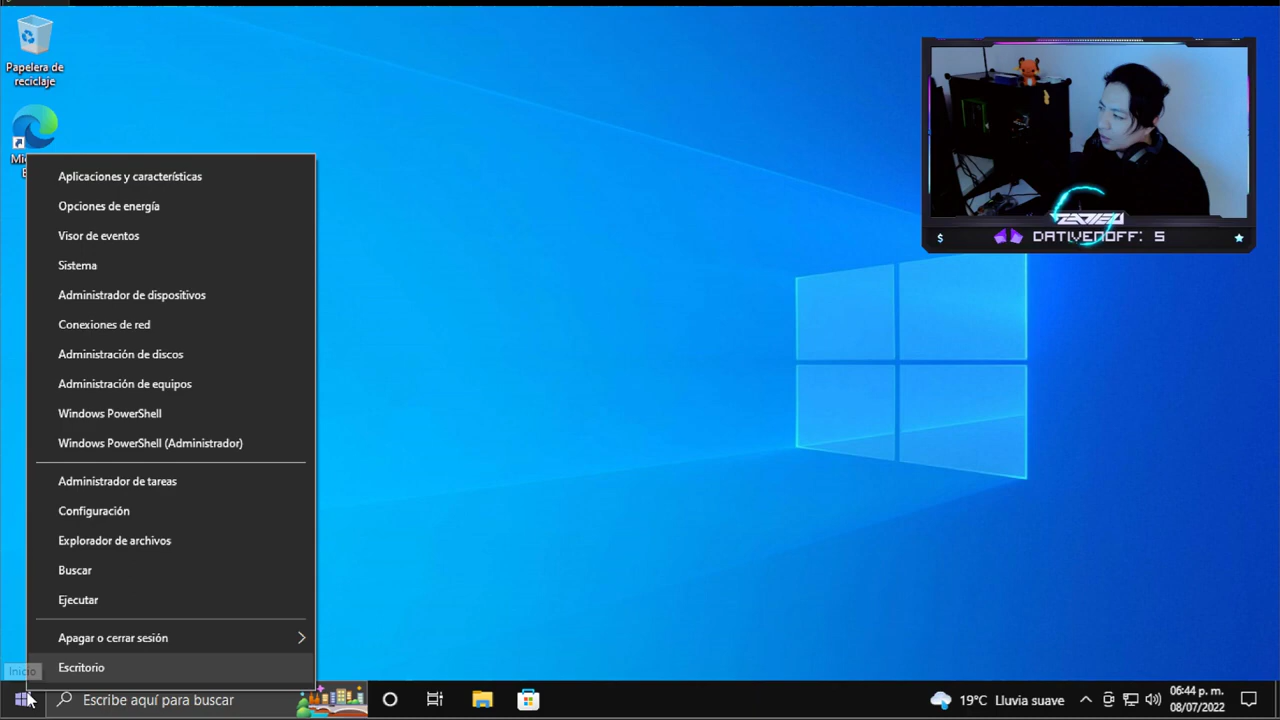 Papelera de
reciclaje
Aplicaciones y características
Opciones de energía
Visor de eventos
Sistema
Administrador de dispositivos
Conexiones de red
Administración de discos
Administración de equipos
Windows PowerShell
Windows PowerShell (Administrador)
Administrador de tareas
Configuración
Explorador de archivos
Buscar
Ejecutar
Apagar o cerrar sesión
Escritorio
Inicio
Escribe aquí para buscar
$
DATIVENOFF: 5
19°C Lluvia suave
06:44 p. m.
08/07/2022